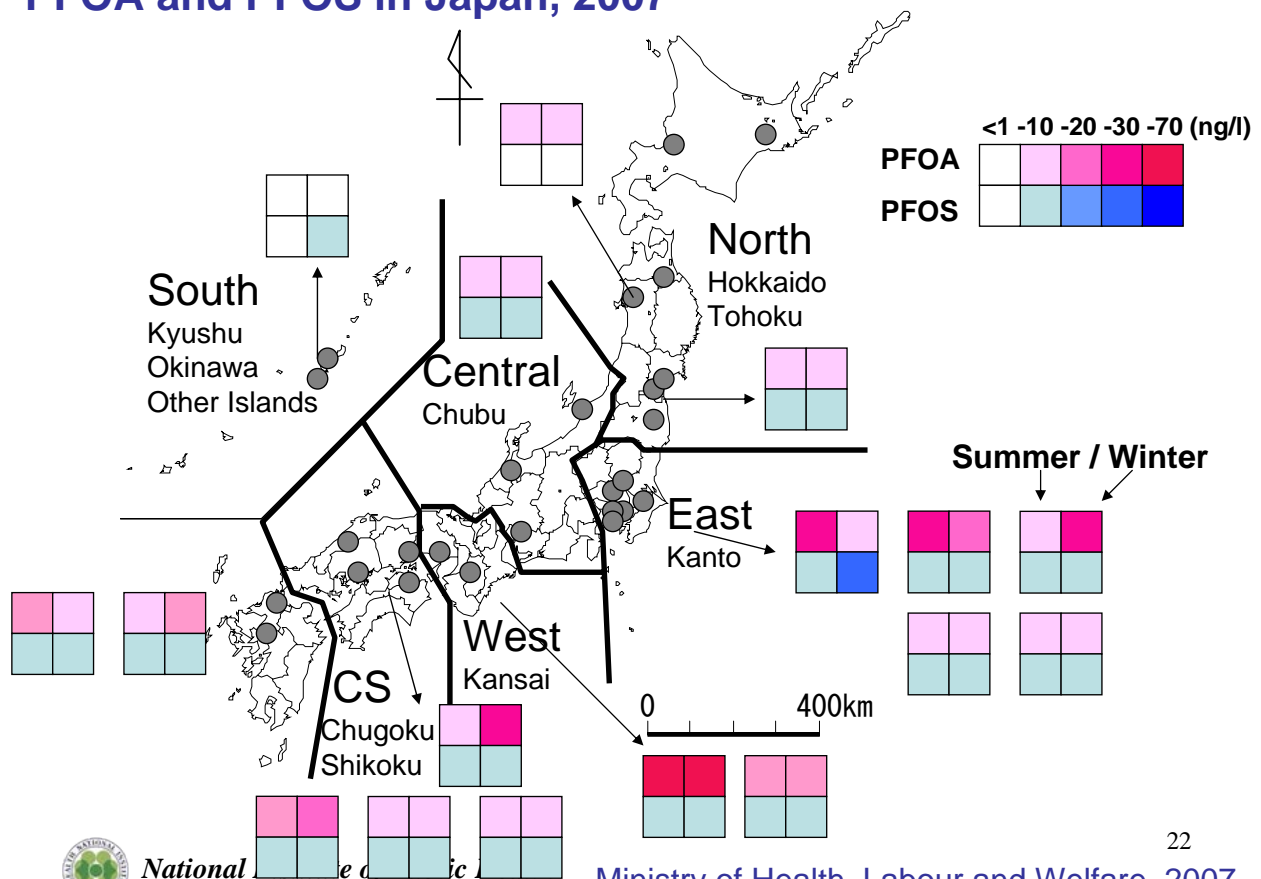 PFOA and PFOS in Japan, 2007
<1 -10 -20 -30 -70 (ng/l)
PFOA
PFOS
North
Hokkaido
Tohoku
South
Kyushu
Okinawa
Other Islands
Central
Chubu
Summer / Winter
East
Kanto
West
Kansai
CS
Chugoku
Shikoku
0 400km
22
National
Ministry of Health, Labour and Welfare, 2007